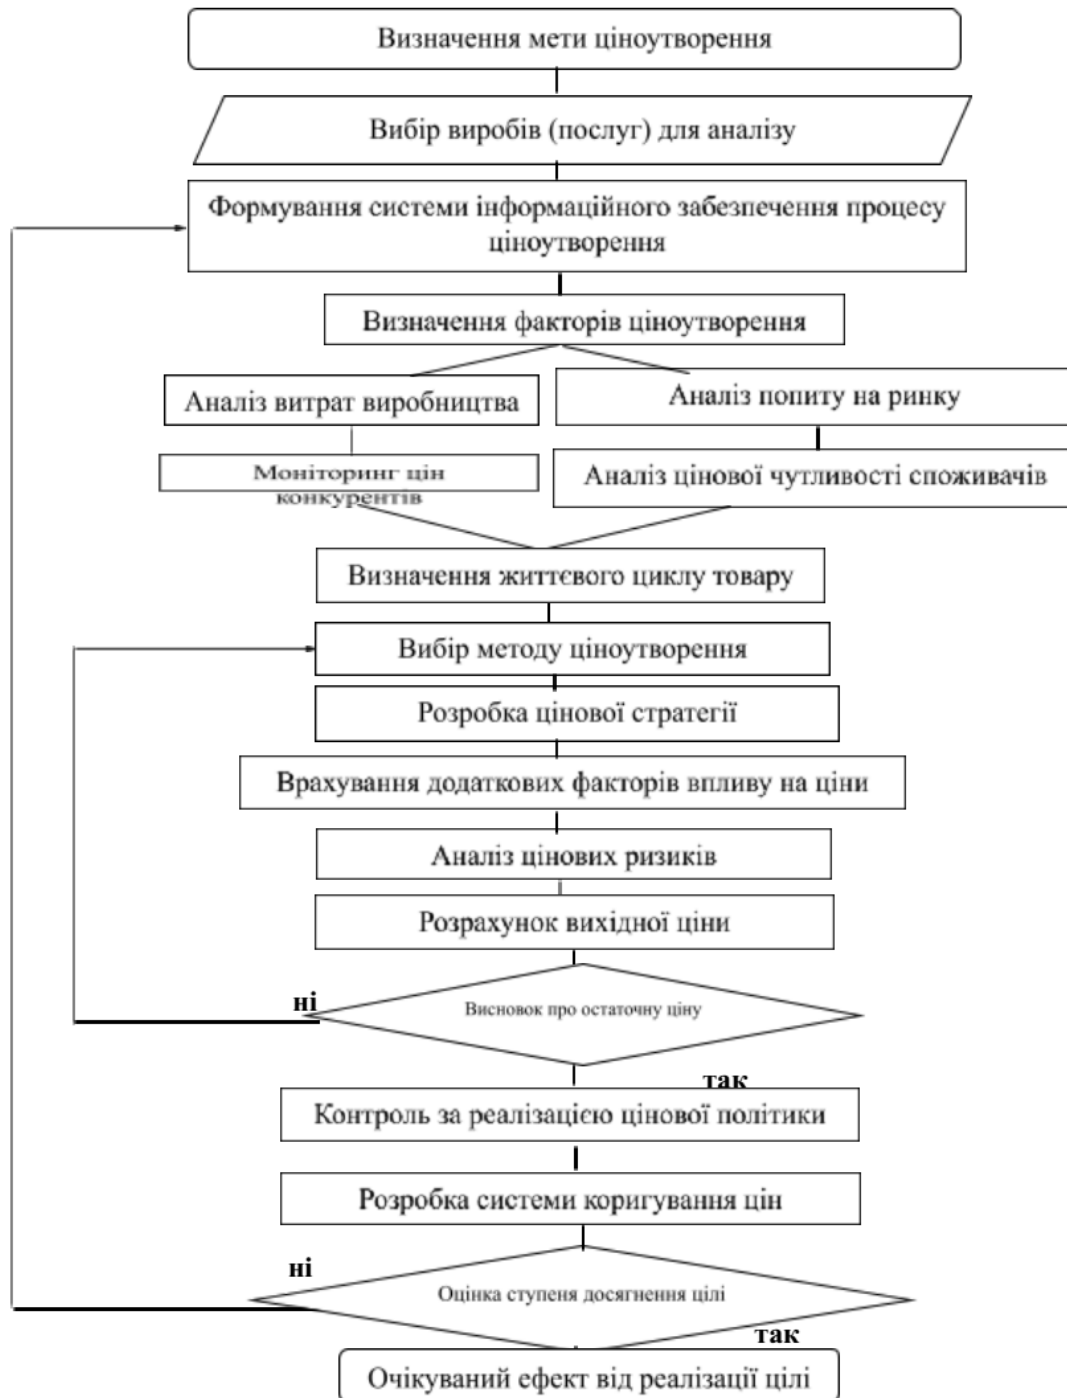 Визначення мети ціноутворення
Вибір виробів (послуг) для аналізу
Формування системи інформаційного забезпечення процесу
ціноутворення
Визначення факторів ціноутворення
Аналіз витрат виробництва
Аналіз попиту на ринку
Моніторинг цін
конкурентів
Аналіз цінової чутливості споживачів
Визначення життєвого циклу товару
Вибір методу ціноутворення
Розробка цінової стратегії
Врахування додаткових факторів впливу на ціни
Аналіз цінових ризиків
Розрахунок вихідної ціни
ні
Висновок про остаточну ціну
так
Контроль за реалізацією цінової політики
Розробка системи коригування цін
ні
Оцінка ступеня досягнення цілі
так
Очікуваний ефект від реалізації цілі